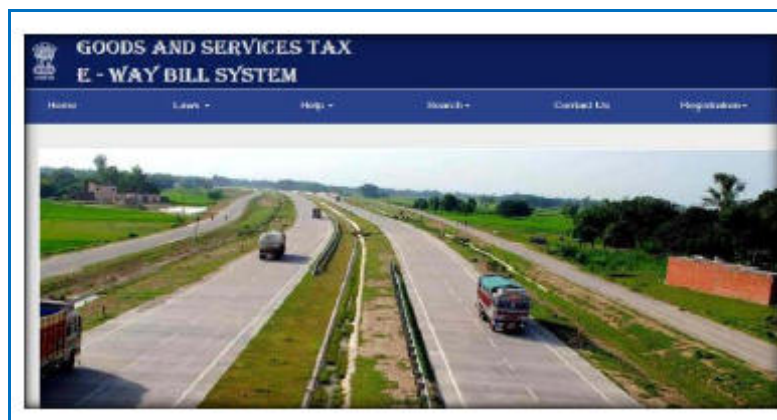 GOODS AND SERVICES TAX
E - WAY BILL SYSTEM
Home Laws Help Search Contact Us Registration